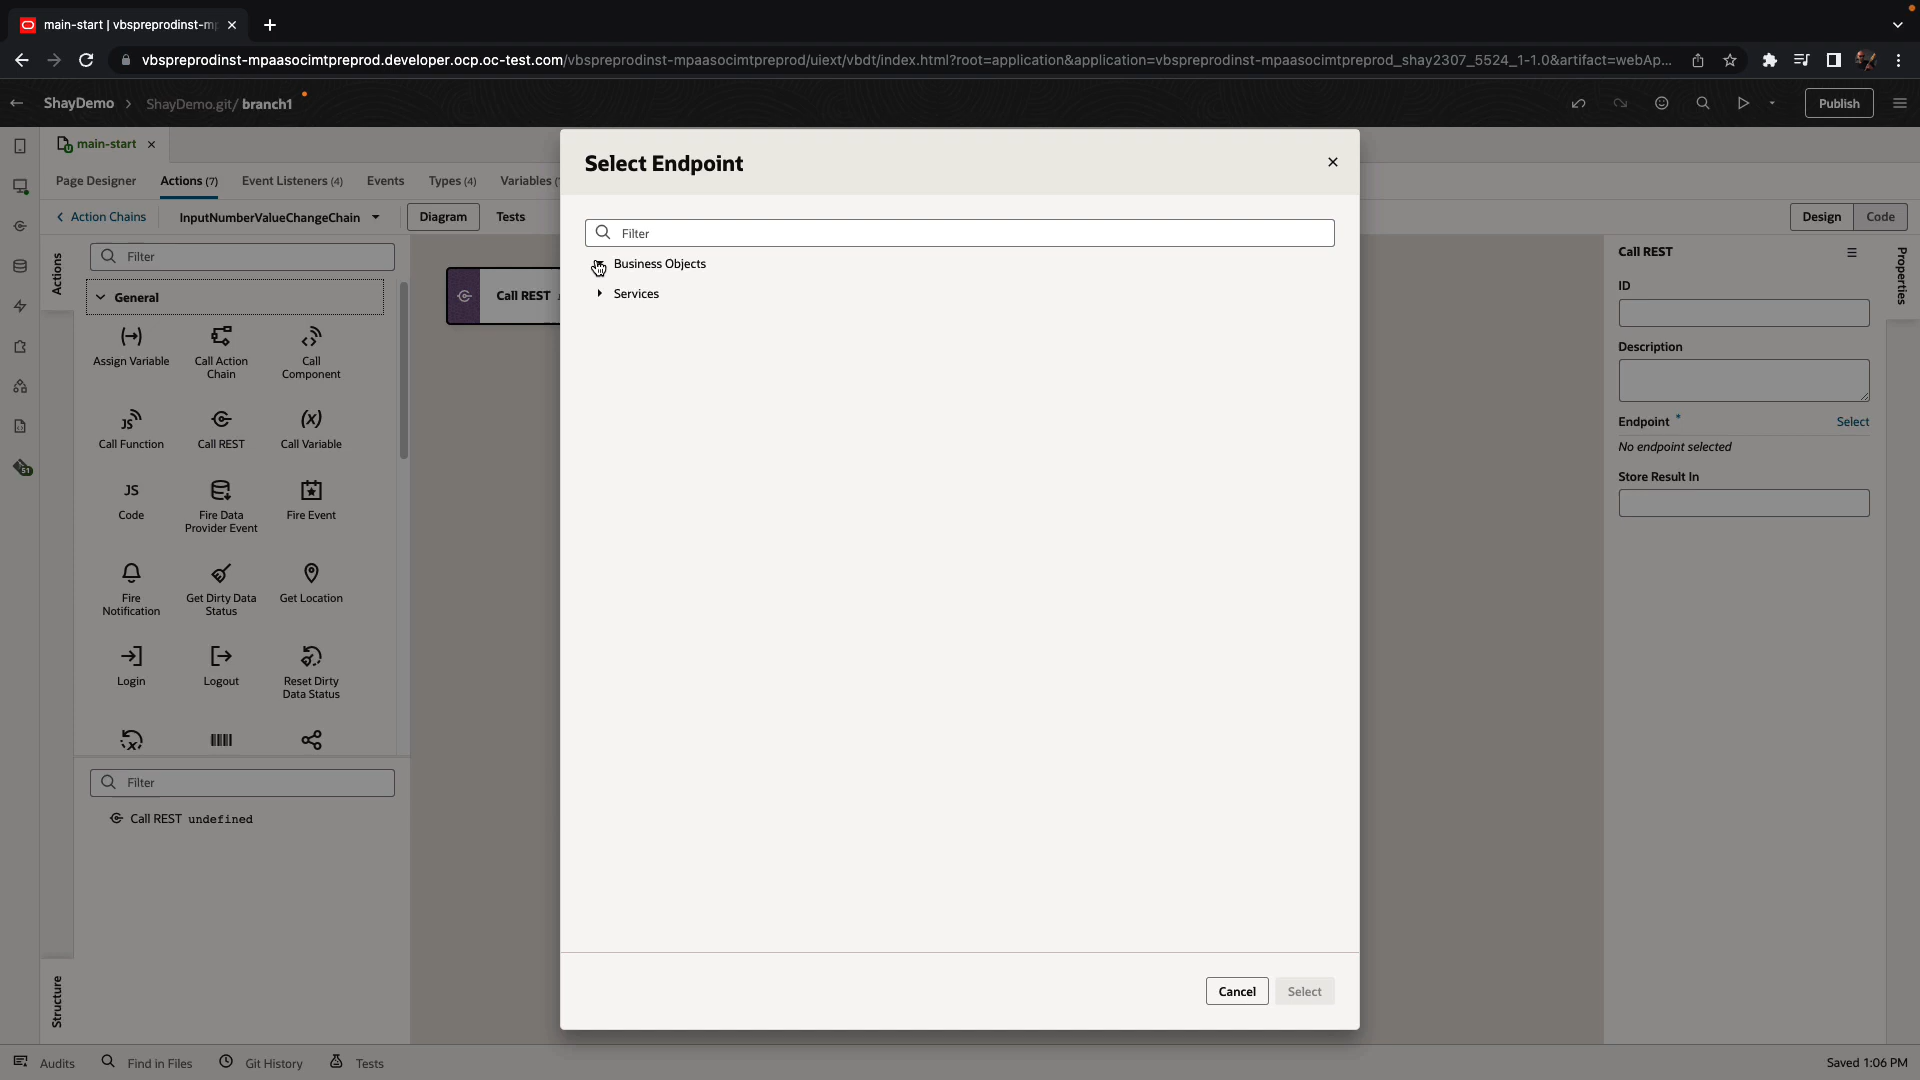 main-start | vbspreprodinst-mp
vbspreprodinst-mpaasocimtpreprod.developer.ocp.oc-test.com/vbspreprodinst-mpaasocimtpreprod/uiext/vbdt/index.html?root=application&application=vbspreprodinst-mpaasocimtpreprod_shay2307_5524_1-1.0&artifact=webAp...
ShayDemo > ShayDemo.git/ branch1
Publish
main-start
Page Designer Actions (7) Event Listeners (4) Events Types (4) Variables
Action Chains InputNumberValueChangeChain Diagram Tests
Design Code
Actions
Filter
General
Assign Variable
Call Action Chain
Call Component
JS
Call Function
Call REST
(x)
Call Variable
JS
Code
Fire Data Provider Event
Fire Event
Fire Notification
Get Dirty Data Status
Get Location
Login
Logout
Reset Dirty Data Status
Filter
Call REST undefined
Structure
51
Call REST
Select Endpoint
Filter
Business Objects
Services
Cancel Select
Call REST
Properties
ID
Description
Endpoint * Select
No endpoint selected
Store Result In
Audits Find in Files Git History Tests
Saved 1:06 PM